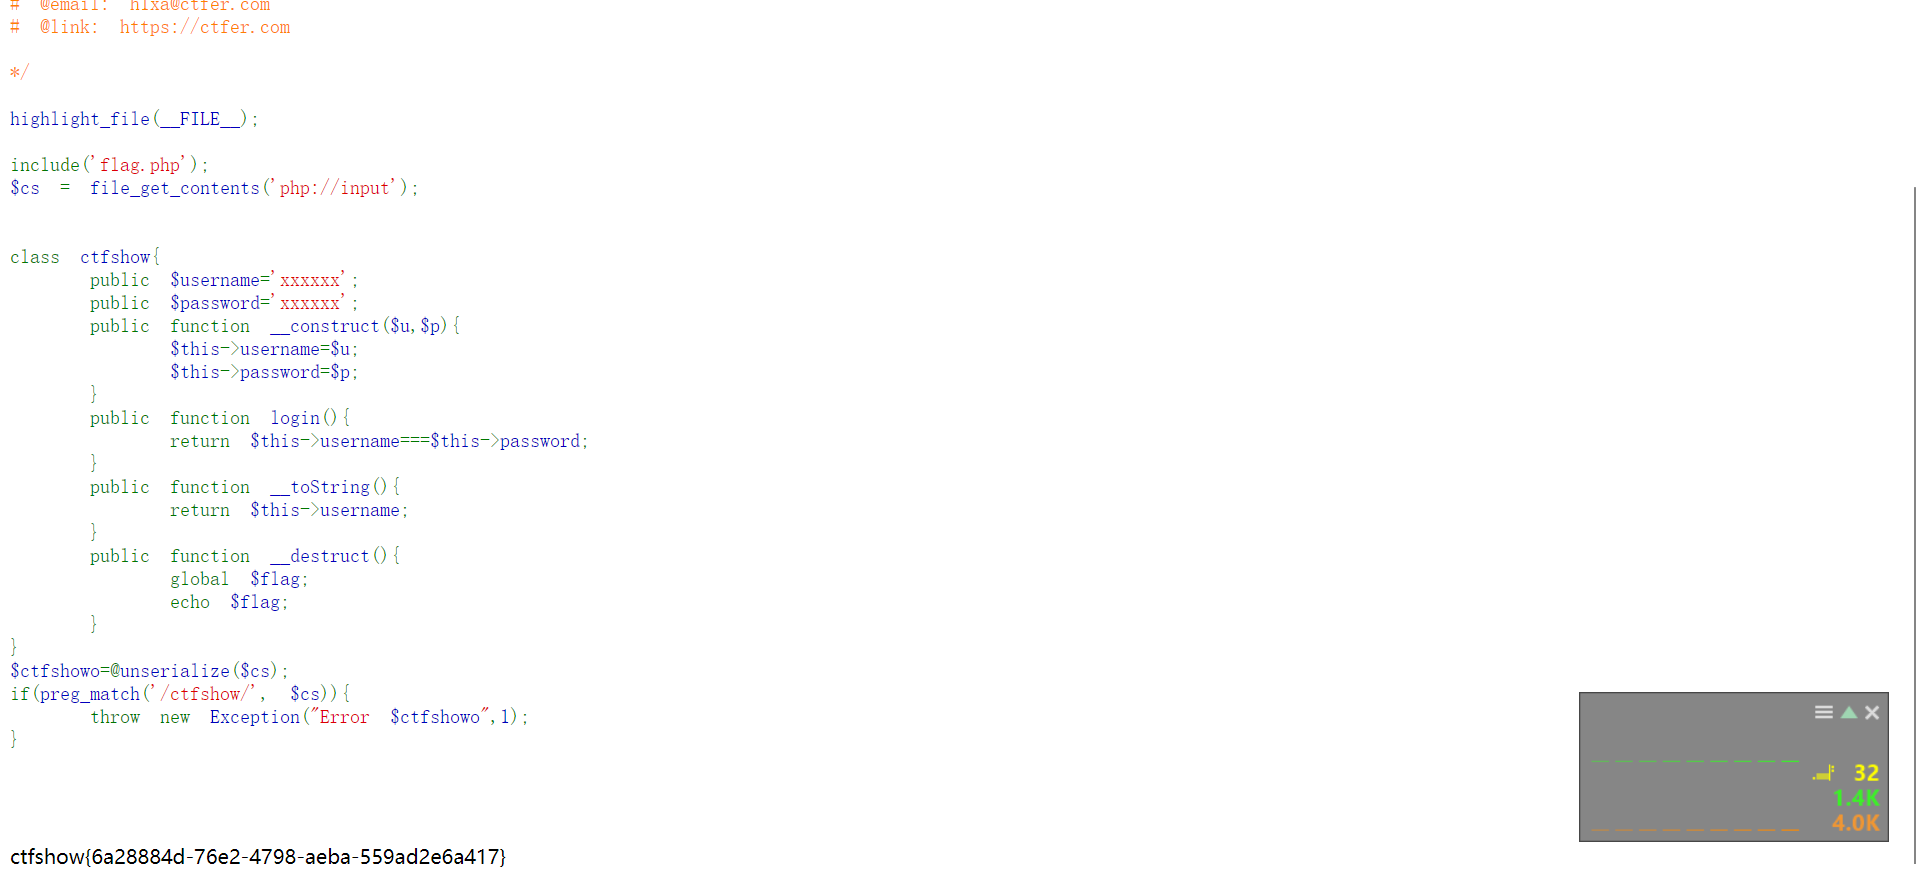 #  @email:  h1xa@ctfer.com
#  @link:  https://ctfer.com
*/
highlight_file(__FILE__);
include('flag.php');
$cs  =  file_get_contents('php://input');
class  ctfshow{
        public  $username='xxxxxx';
        public  $password='xxxxxx';
        public  function  __construct($u,$p){
                $this->username=$u;
                $this->password=$p;
        }
        public  function  login(){
                return  $this->username===$this->password;
        }
        public  function  __toString(){
                return  $this->username;
        }
        public  function  __destruct(){
                global  $flag;
                echo  $flag;
        }
}
$ctfshowo=@unserialize($cs);
if(preg_match('/ctfshow/',  $cs)){
        throw  new  Exception("Error  $ctfshowo",1);
}
32
1.4K
4.0K
ctfshow{6a28884d-76e2-4798-aeba-559ad2e6a417}